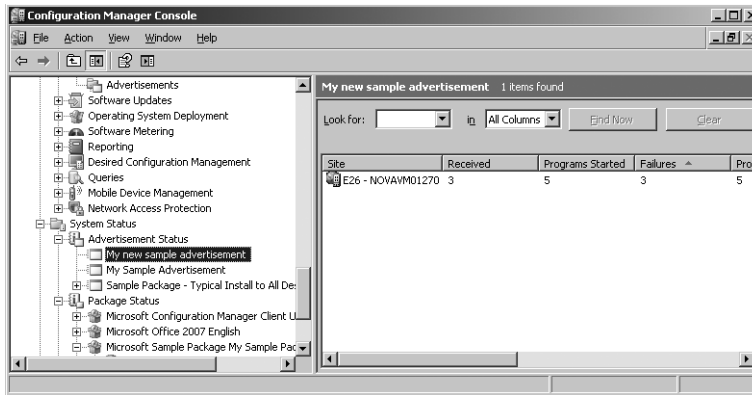 Configuration Manager Console
File Action View Window Help
Advertisements
Software Updates
Operating System Deployment
Software Metering
Reporting
Desired Configuration Management
Queries
Mobile Device Management
Network Access Protection
System Status
Advertisement Status
My new sample advertisement
My Sample Advertisement
Sample Package - Typical Install to All De
Package Status
Microsoft Configuration Manager Client U
Microsoft Office 2007 English
Microsoft Sample Package My Sample Pac
My new sample advertisement 1 items found
Look for: in All Columns Find Now Clear
Site Received Programs Started Failures Pro
E26 - NOVAVM01270 3 5 3 5